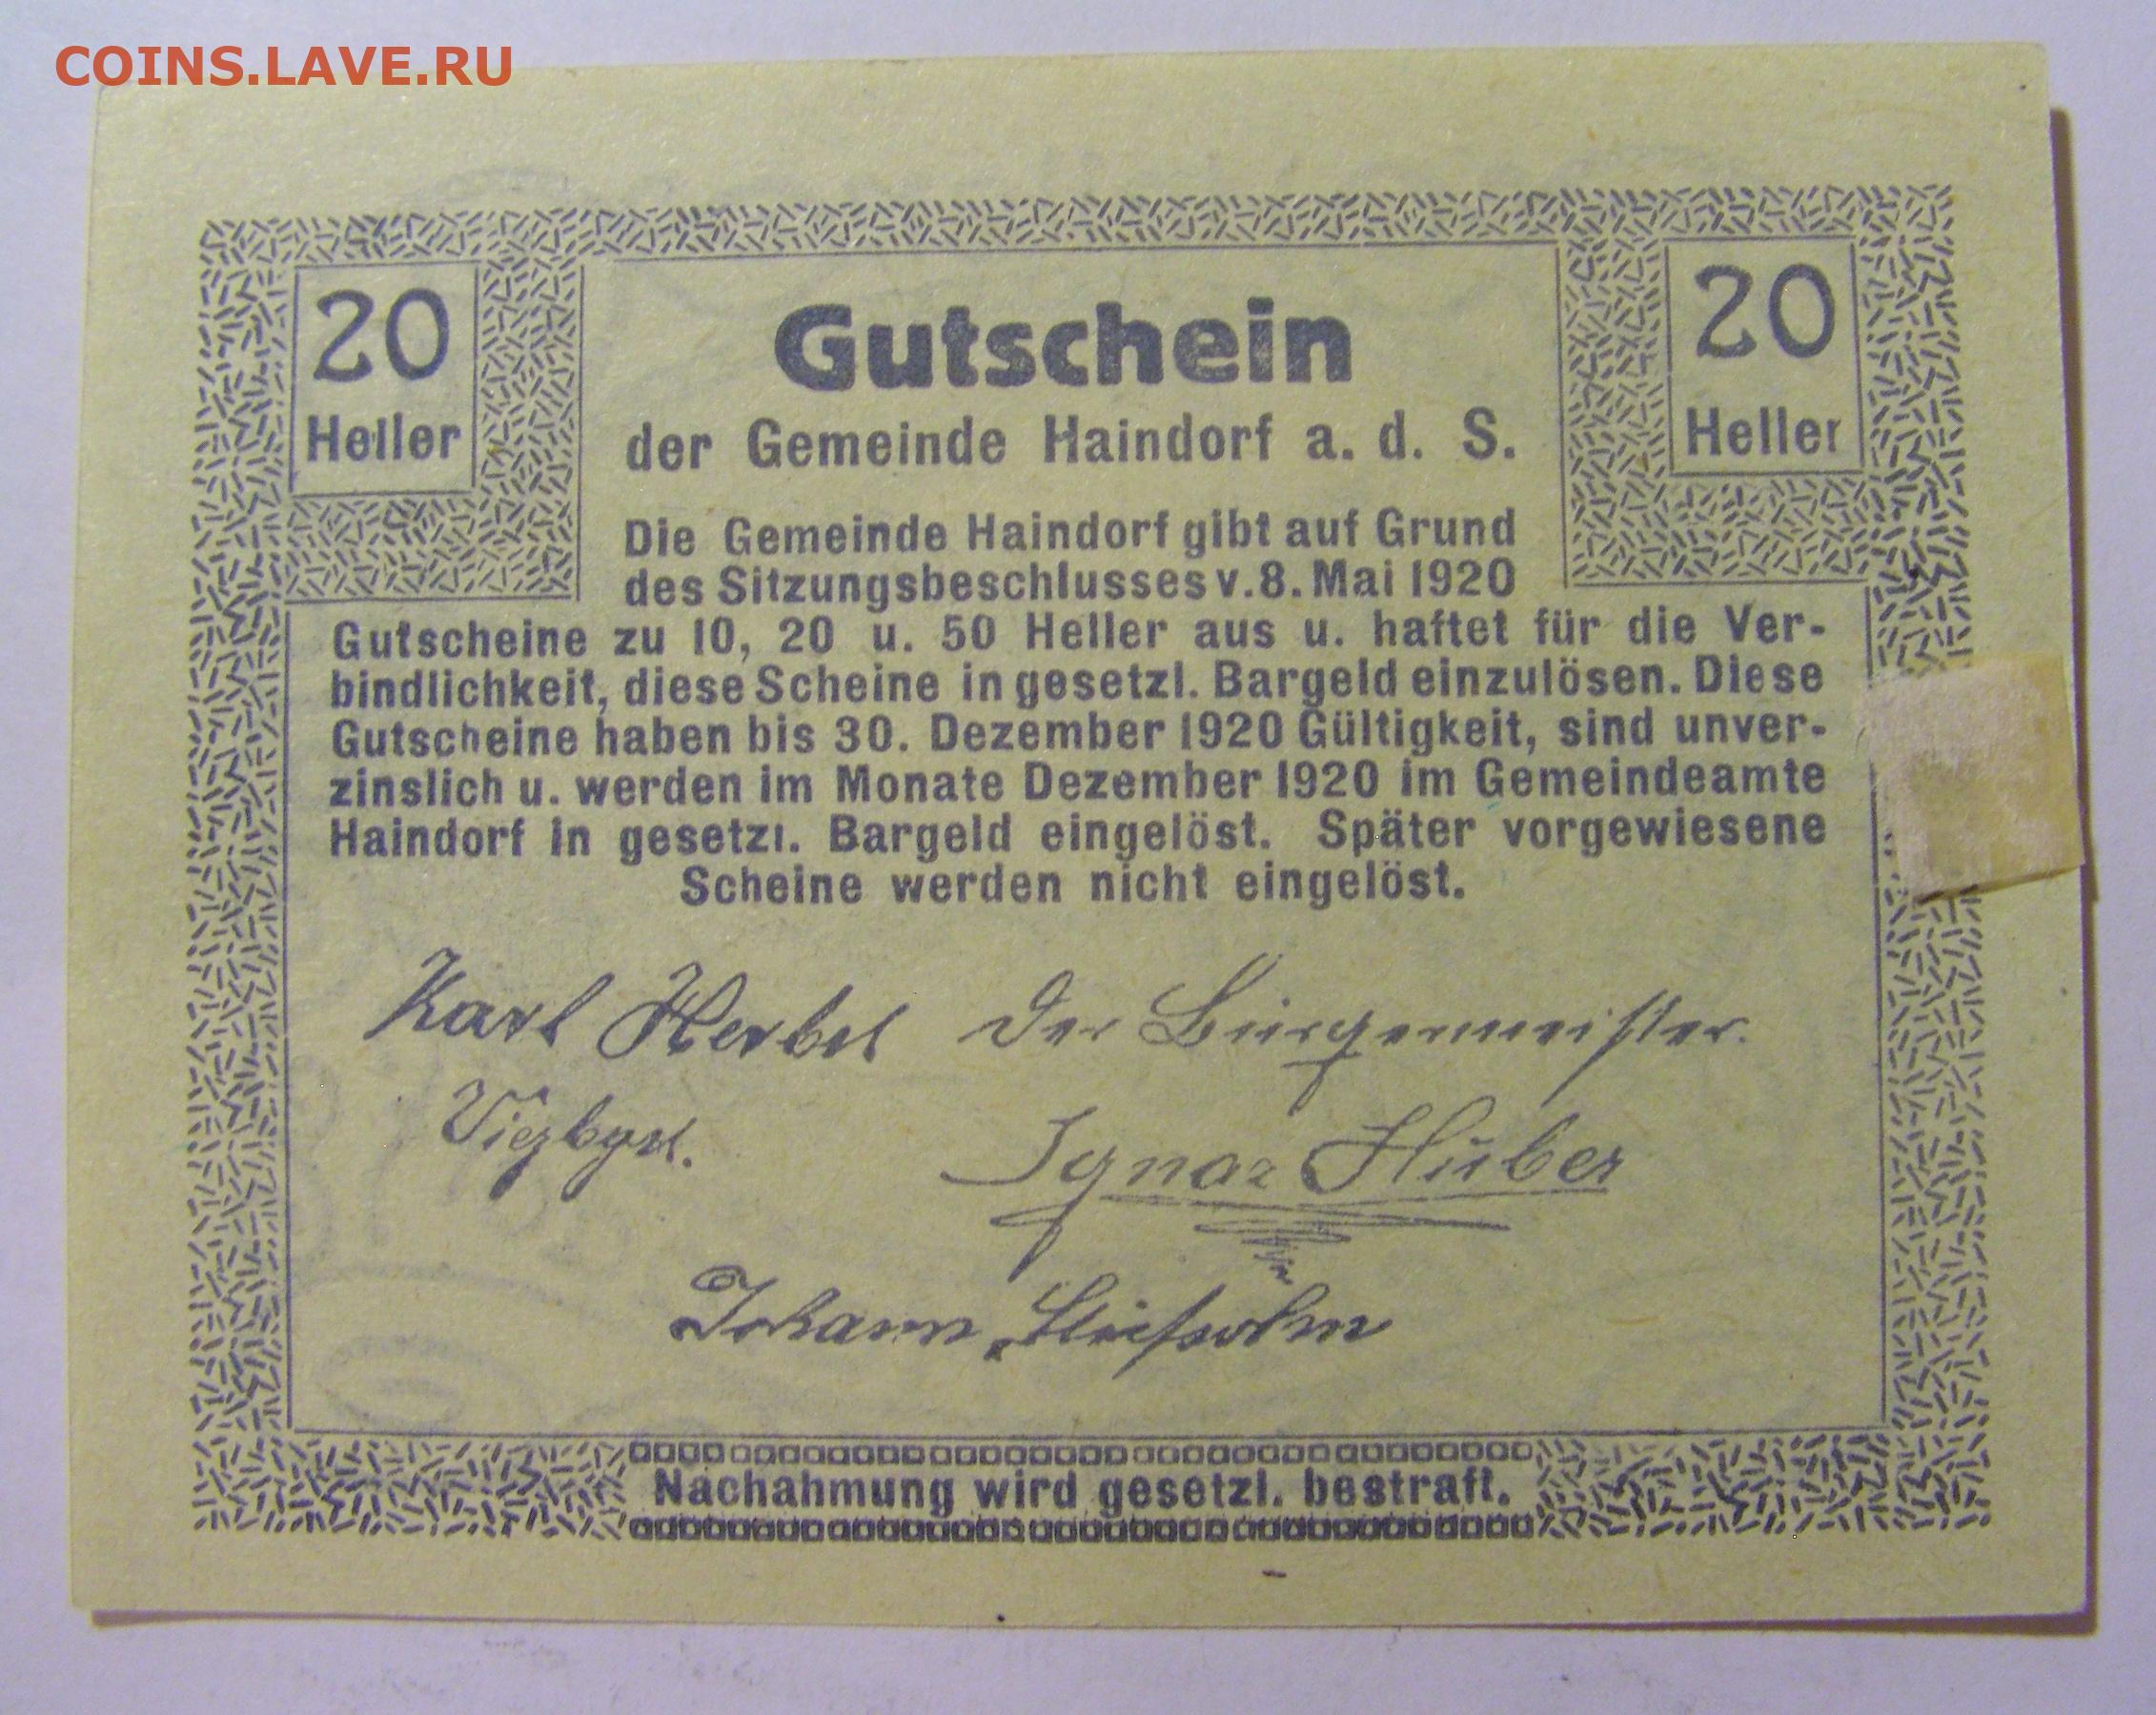 COINS.LAVE.RU
20 20
Heller Heller
Gutschein
der Gemeinde Haindorf a. d. S.
Die Gemeinde Haindorf gibt auf Grund
des Sitzungsbeschlusses v. 8. Mai 1920
Gutscheine zu 10, 20 u. 50 Heller aus u. haftet für die Ver-
bindlichkeit, diese Scheine in gesetzl. Bargeld einzulösen. Diese
Gutscheine haben bis 30. Dezember 1920 Gültigkeit, sind unver-
zinslich u. werden im Monate Dezember 1920 im Gemeindeamte
Haindorf in gesetzl. Bargeld eingelöst. Später vorgewiesene
Scheine werden nicht eingelöst.
Karl Der Bürgermeister.
Ignaz Huber
Johann
Nachahmung wird gesetzl. bestraft.